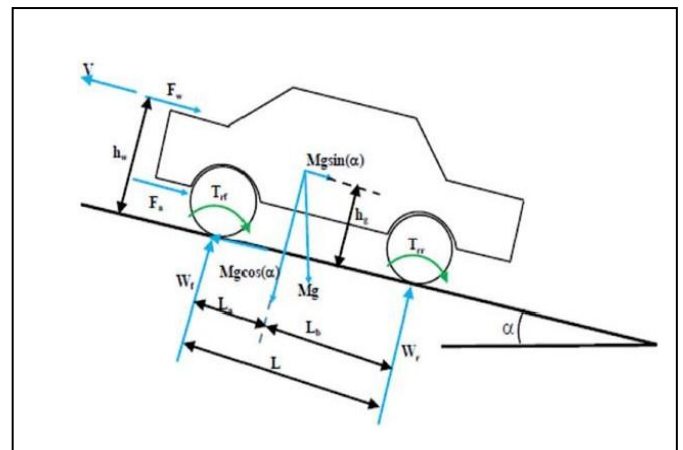 V
F_w
h_w
Mgsin(α)
T_rf
F_a
h_g
T_rr
Mgcos(α)
W_f
Mg
L_a
L_b
W_r
L
α